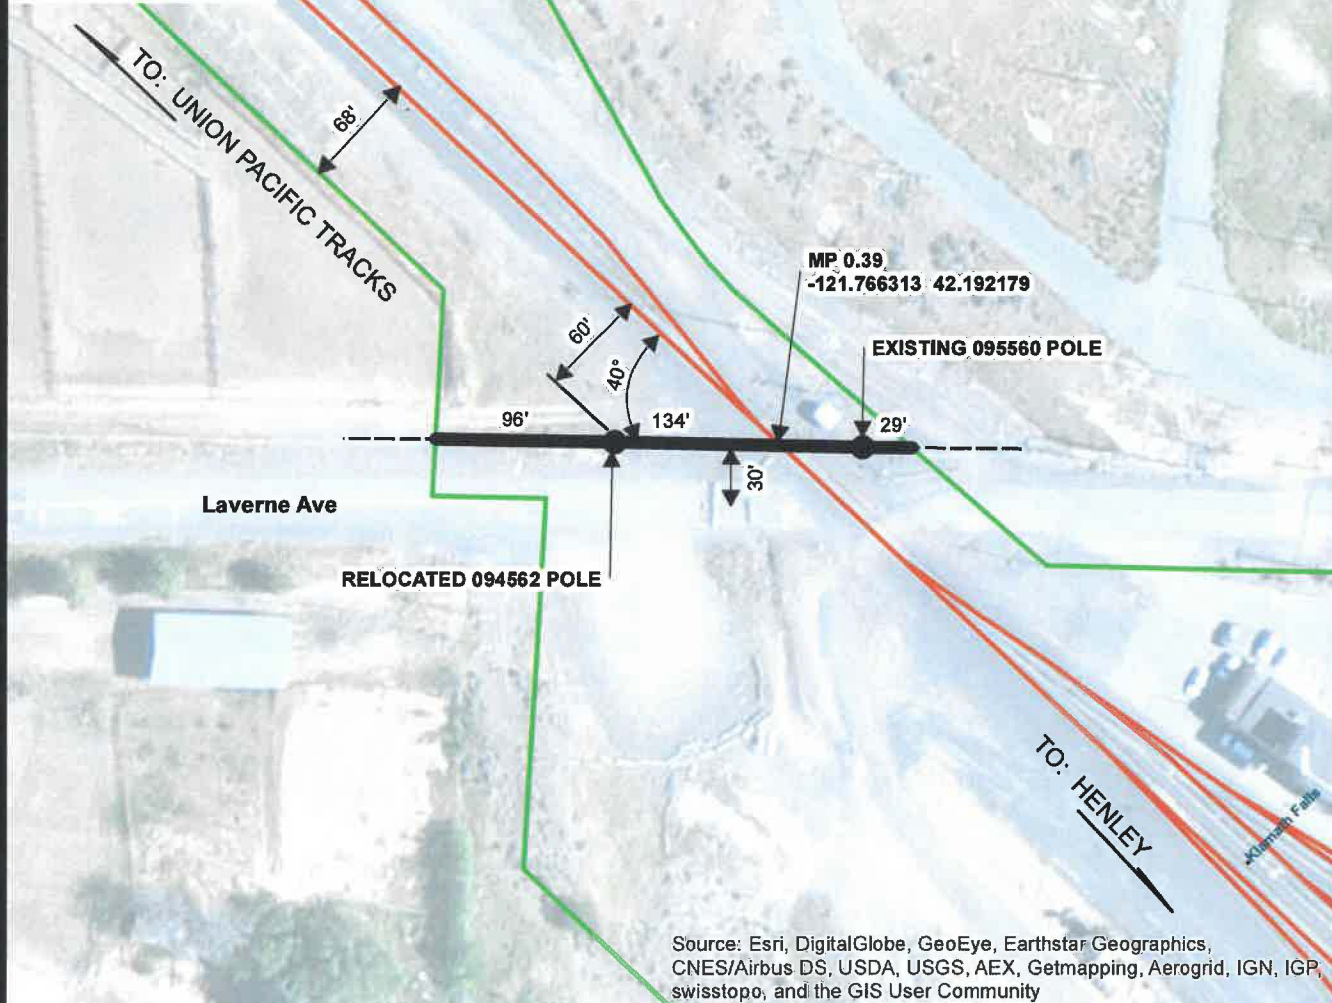 TO: UNION PACIFIC TRACKS
68'
MP 0.39
-121.766313 42.192179
60'
40°
EXISTING 095560 POLE
96'
134'
29'
30'
Laverne Ave
RELOCATED 094562 POLE
TO: HENLEY
Klamath Falls
Source: Esri, DigitalGlobe, GeoEye, Earthstar Geographics,
CNES/Airbus DS, USDA, USGS, AEX, Getmapping, Aerogrid, IGN, IGP,
swisstopo, and the GIS User Community